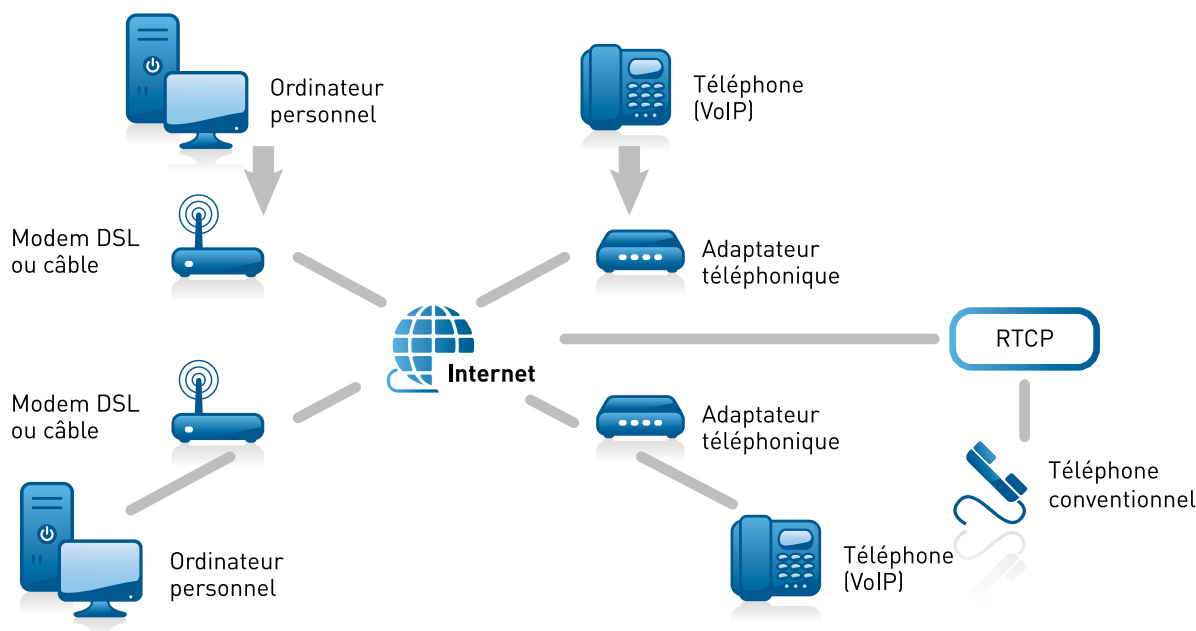 Ordinateur
personnel
Téléphone
(VoIP)
Modem DSL
ou câble
Adaptateur
téléphonique
RTCP
Internet
Modem DSL
ou câble
Adaptateur
téléphonique
Téléphone
conventionnel
Ordinateur
personnel
Téléphone
(VoIP)